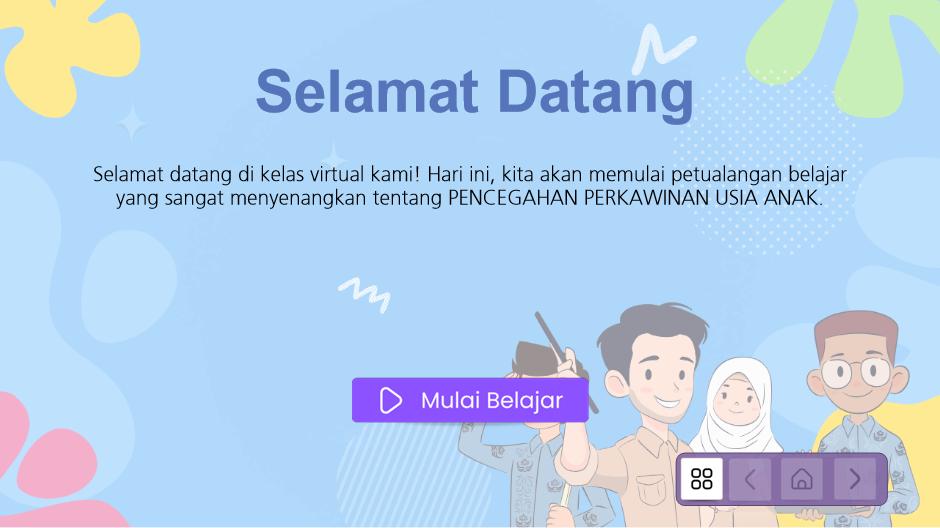 Selamat Datang
Selamat datang di kelas virtual kami! Hari ini, kita akan memulai petualangan belajar
yang sangat menyenangkan tentang PENCEGAHAN PERKAWINAN USIA ANAK.
Mulai Belajar